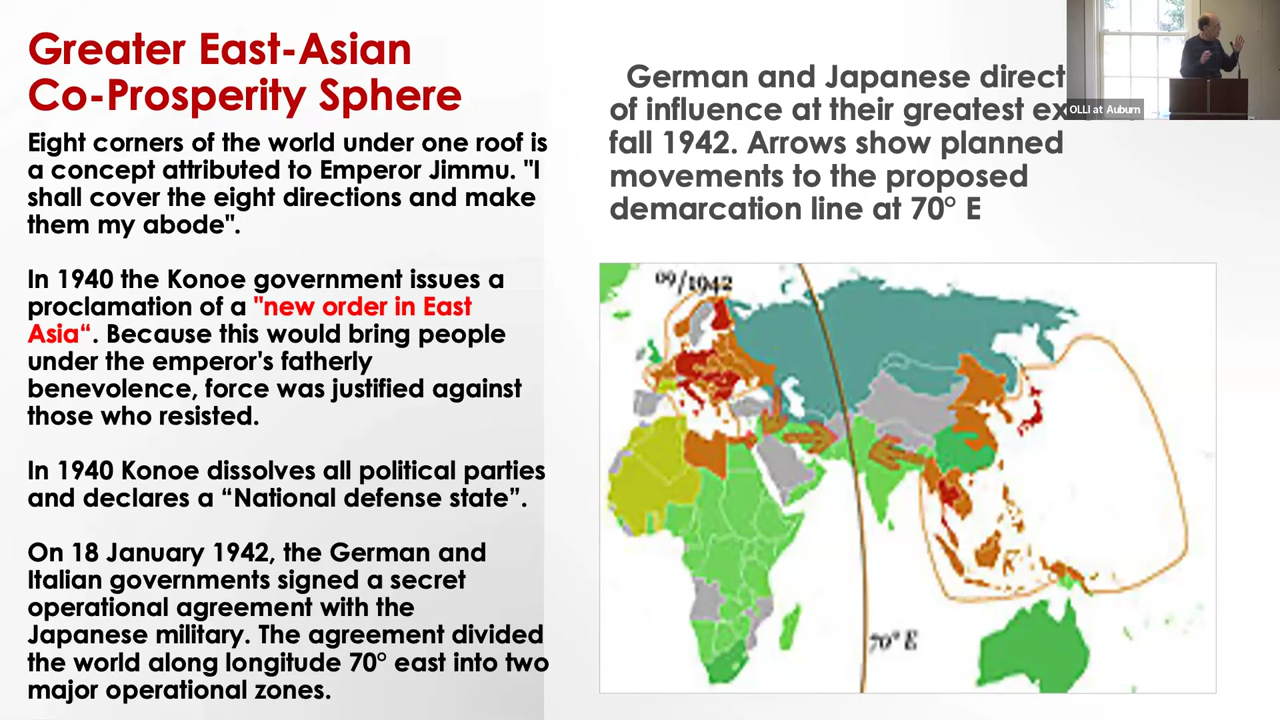 Greater East-Asian
Co-Prosperity Sphere
Eight corners of the world under one roof is
a concept attributed to Emperor Jimmu. "I
shall cover the eight directions and make
them my abode".
In 1940 the Konoe government issues a
proclamation of a "new order in East
Asia“. Because this would bring people
under the emperor's fatherly
benevolence, force was justified against
those who resisted.
In 1940 Konoe dissolves all political parties
and declares a “National defense state”.
On 18 January 1942, the German and
Italian governments signed a secret
operational agreement with the
Japanese military. The agreement divided
the world along longitude 70° east into two
major operational zones.
German and Japanese direct
of influence at their greatest
fall 1942. Arrows show planned
movements to the proposed
demarcation line at 70° E
09/1942
70° E
OLLI at Auburn